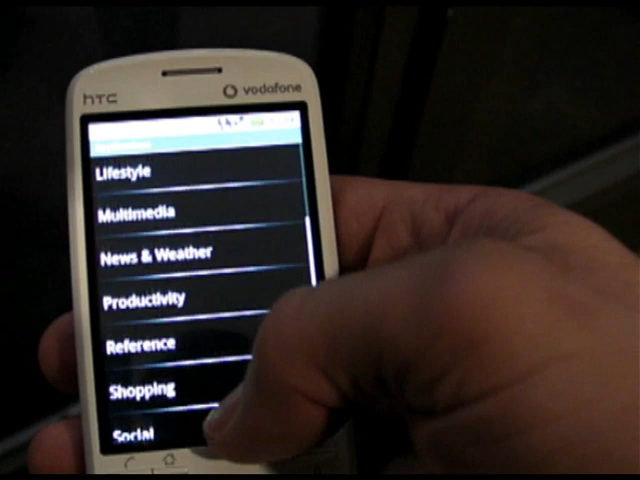 hTC vodafone
Lifestyle
Multimedia
News & Weather
Productivity
Reference
Shopping
Social